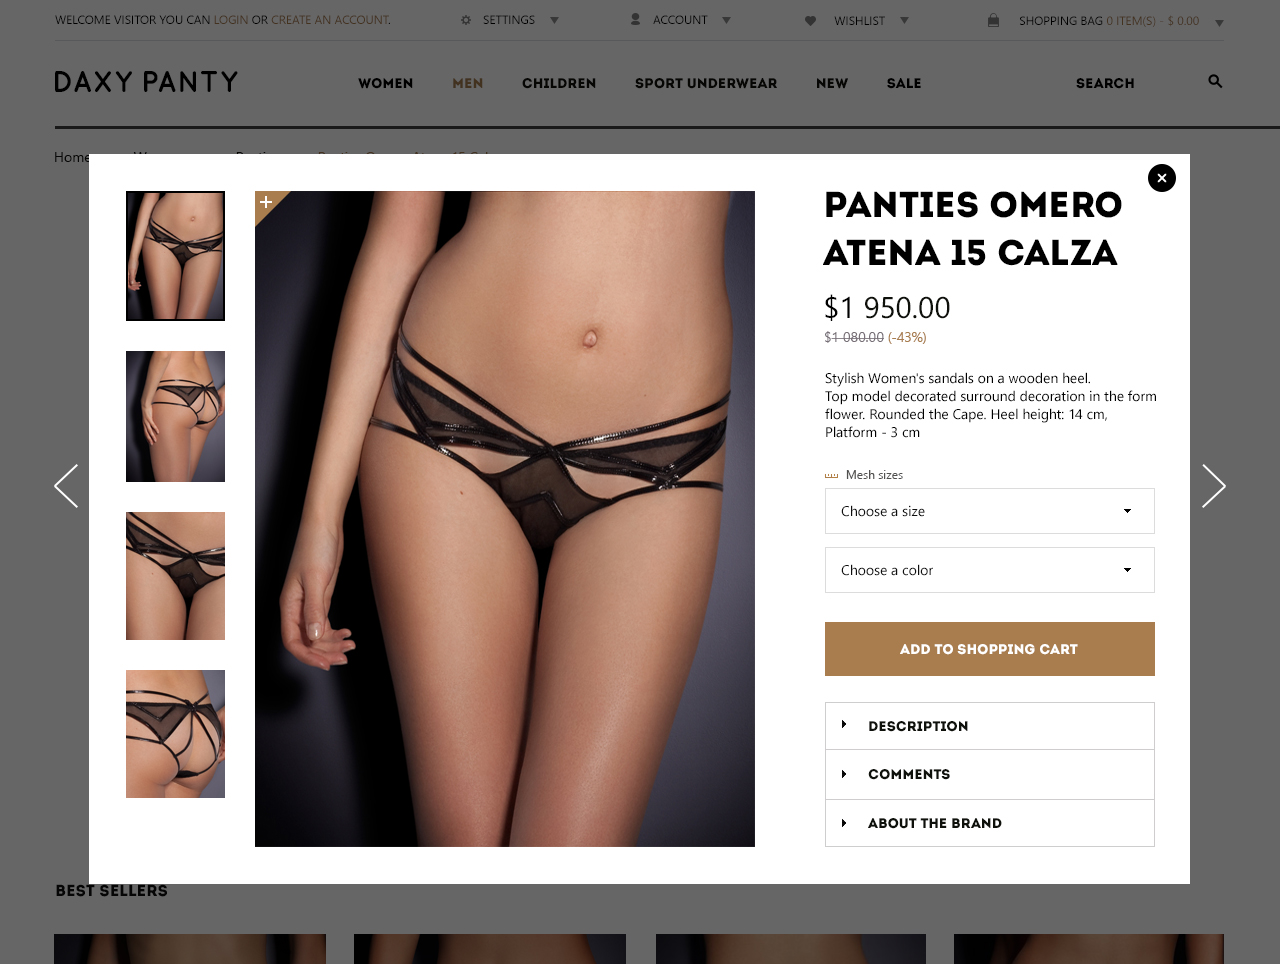 WELCOME VISITOR YOU CAN LOGIN OR CREATE AN ACCOUNT.
SETTINGS
ACCOUNT
WISHLIST
SHOPPING BAG 0 ITEM(S) - $ 0.00
DAXY PANTY
WOMEN
MEN
CHILDREN
SPORT UNDERWEAR
NEW
SALE
SEARCH
Home
PANTIES OMERO
ATENA 15 CALZA
$1 950.00
$1 080.00 (-43%)
Stylish Women's sandals on a wooden heel.
Top model decorated surround decoration in the form
flower. Rounded the Cape. Heel height: 14 cm,
Platform - 3 cm
Mesh sizes
Choose a size
Choose a color
ADD TO SHOPPING CART
DESCRIPTION
COMMENTS
ABOUT THE BRAND
BEST SELLERS